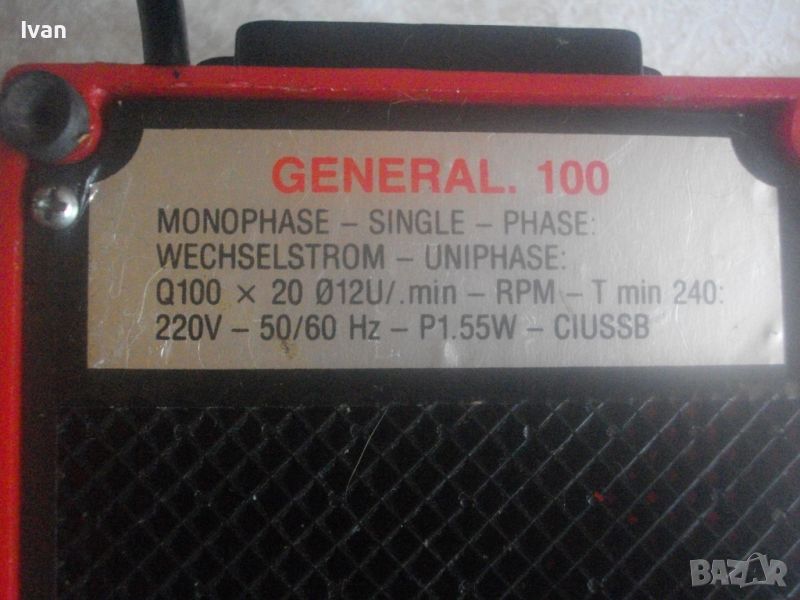 Ivan
GENERAL. 100
MONOPHASE – SINGLE – PHASE:
WECHSELSTROM – UNIPHASE:
Q100 × 20 Ø12U/.min – RPM – T min 240:
220V – 50/60 Hz – P1.55W – CIUSSB
BAZAR